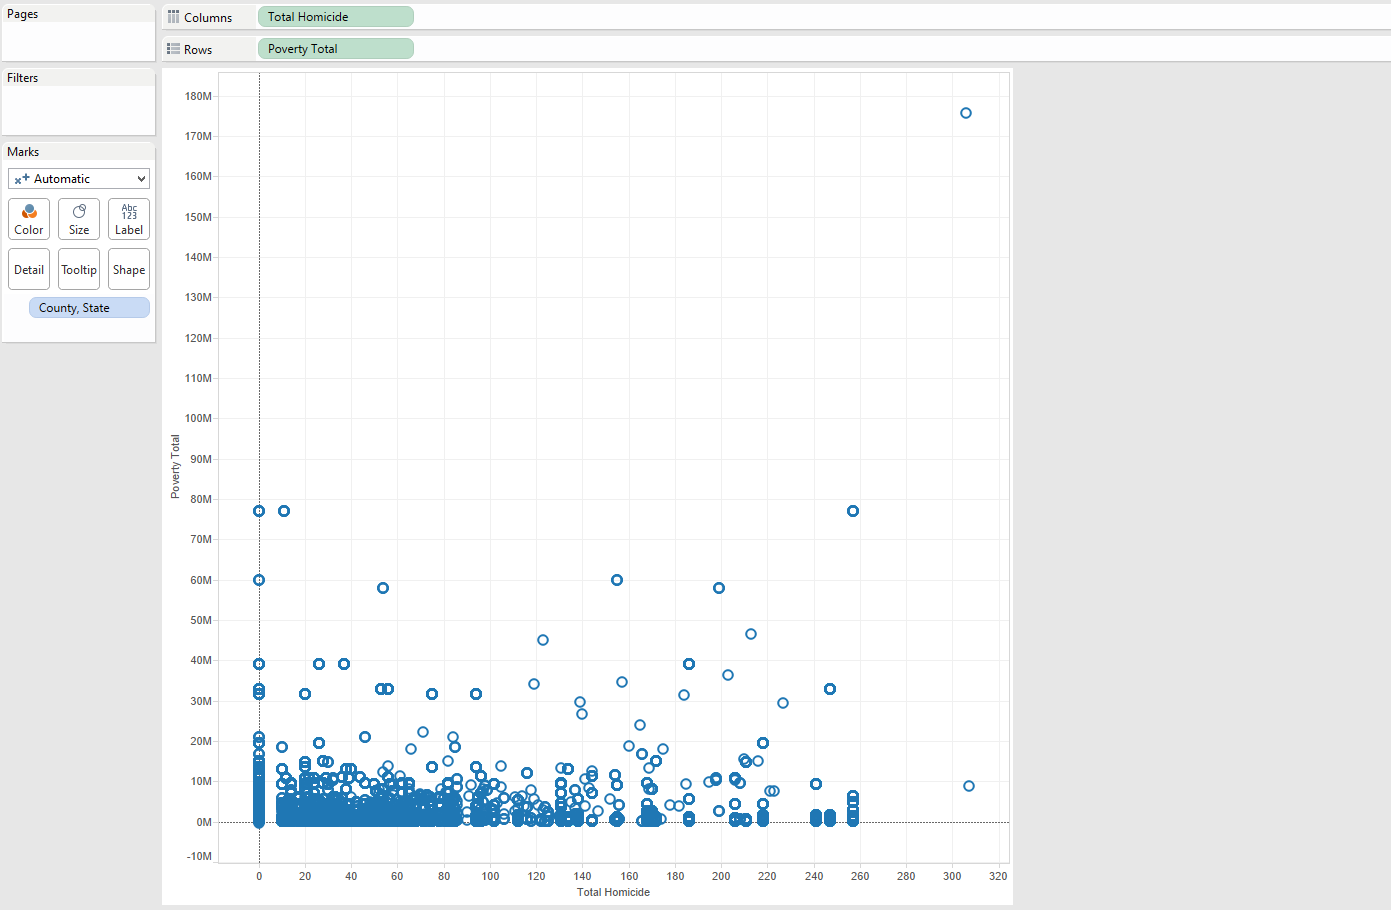 Pages
Columns
Total Homicide
Rows
Poverty Total
Filters
Marks
Automatic
Color
Size
Abc
123
Label
Detail
Tooltip
Shape
County, State
180M
170M
160M
150M
140M
130M
120M
110M
100M
90M
80M
70M
60M
50M
40M
30M
20M
10M
0M
-10M
Poverty Total
0 20 40 60 80 100 120 140 160 180 200 220 240 260 280 300 320
Total Homicide